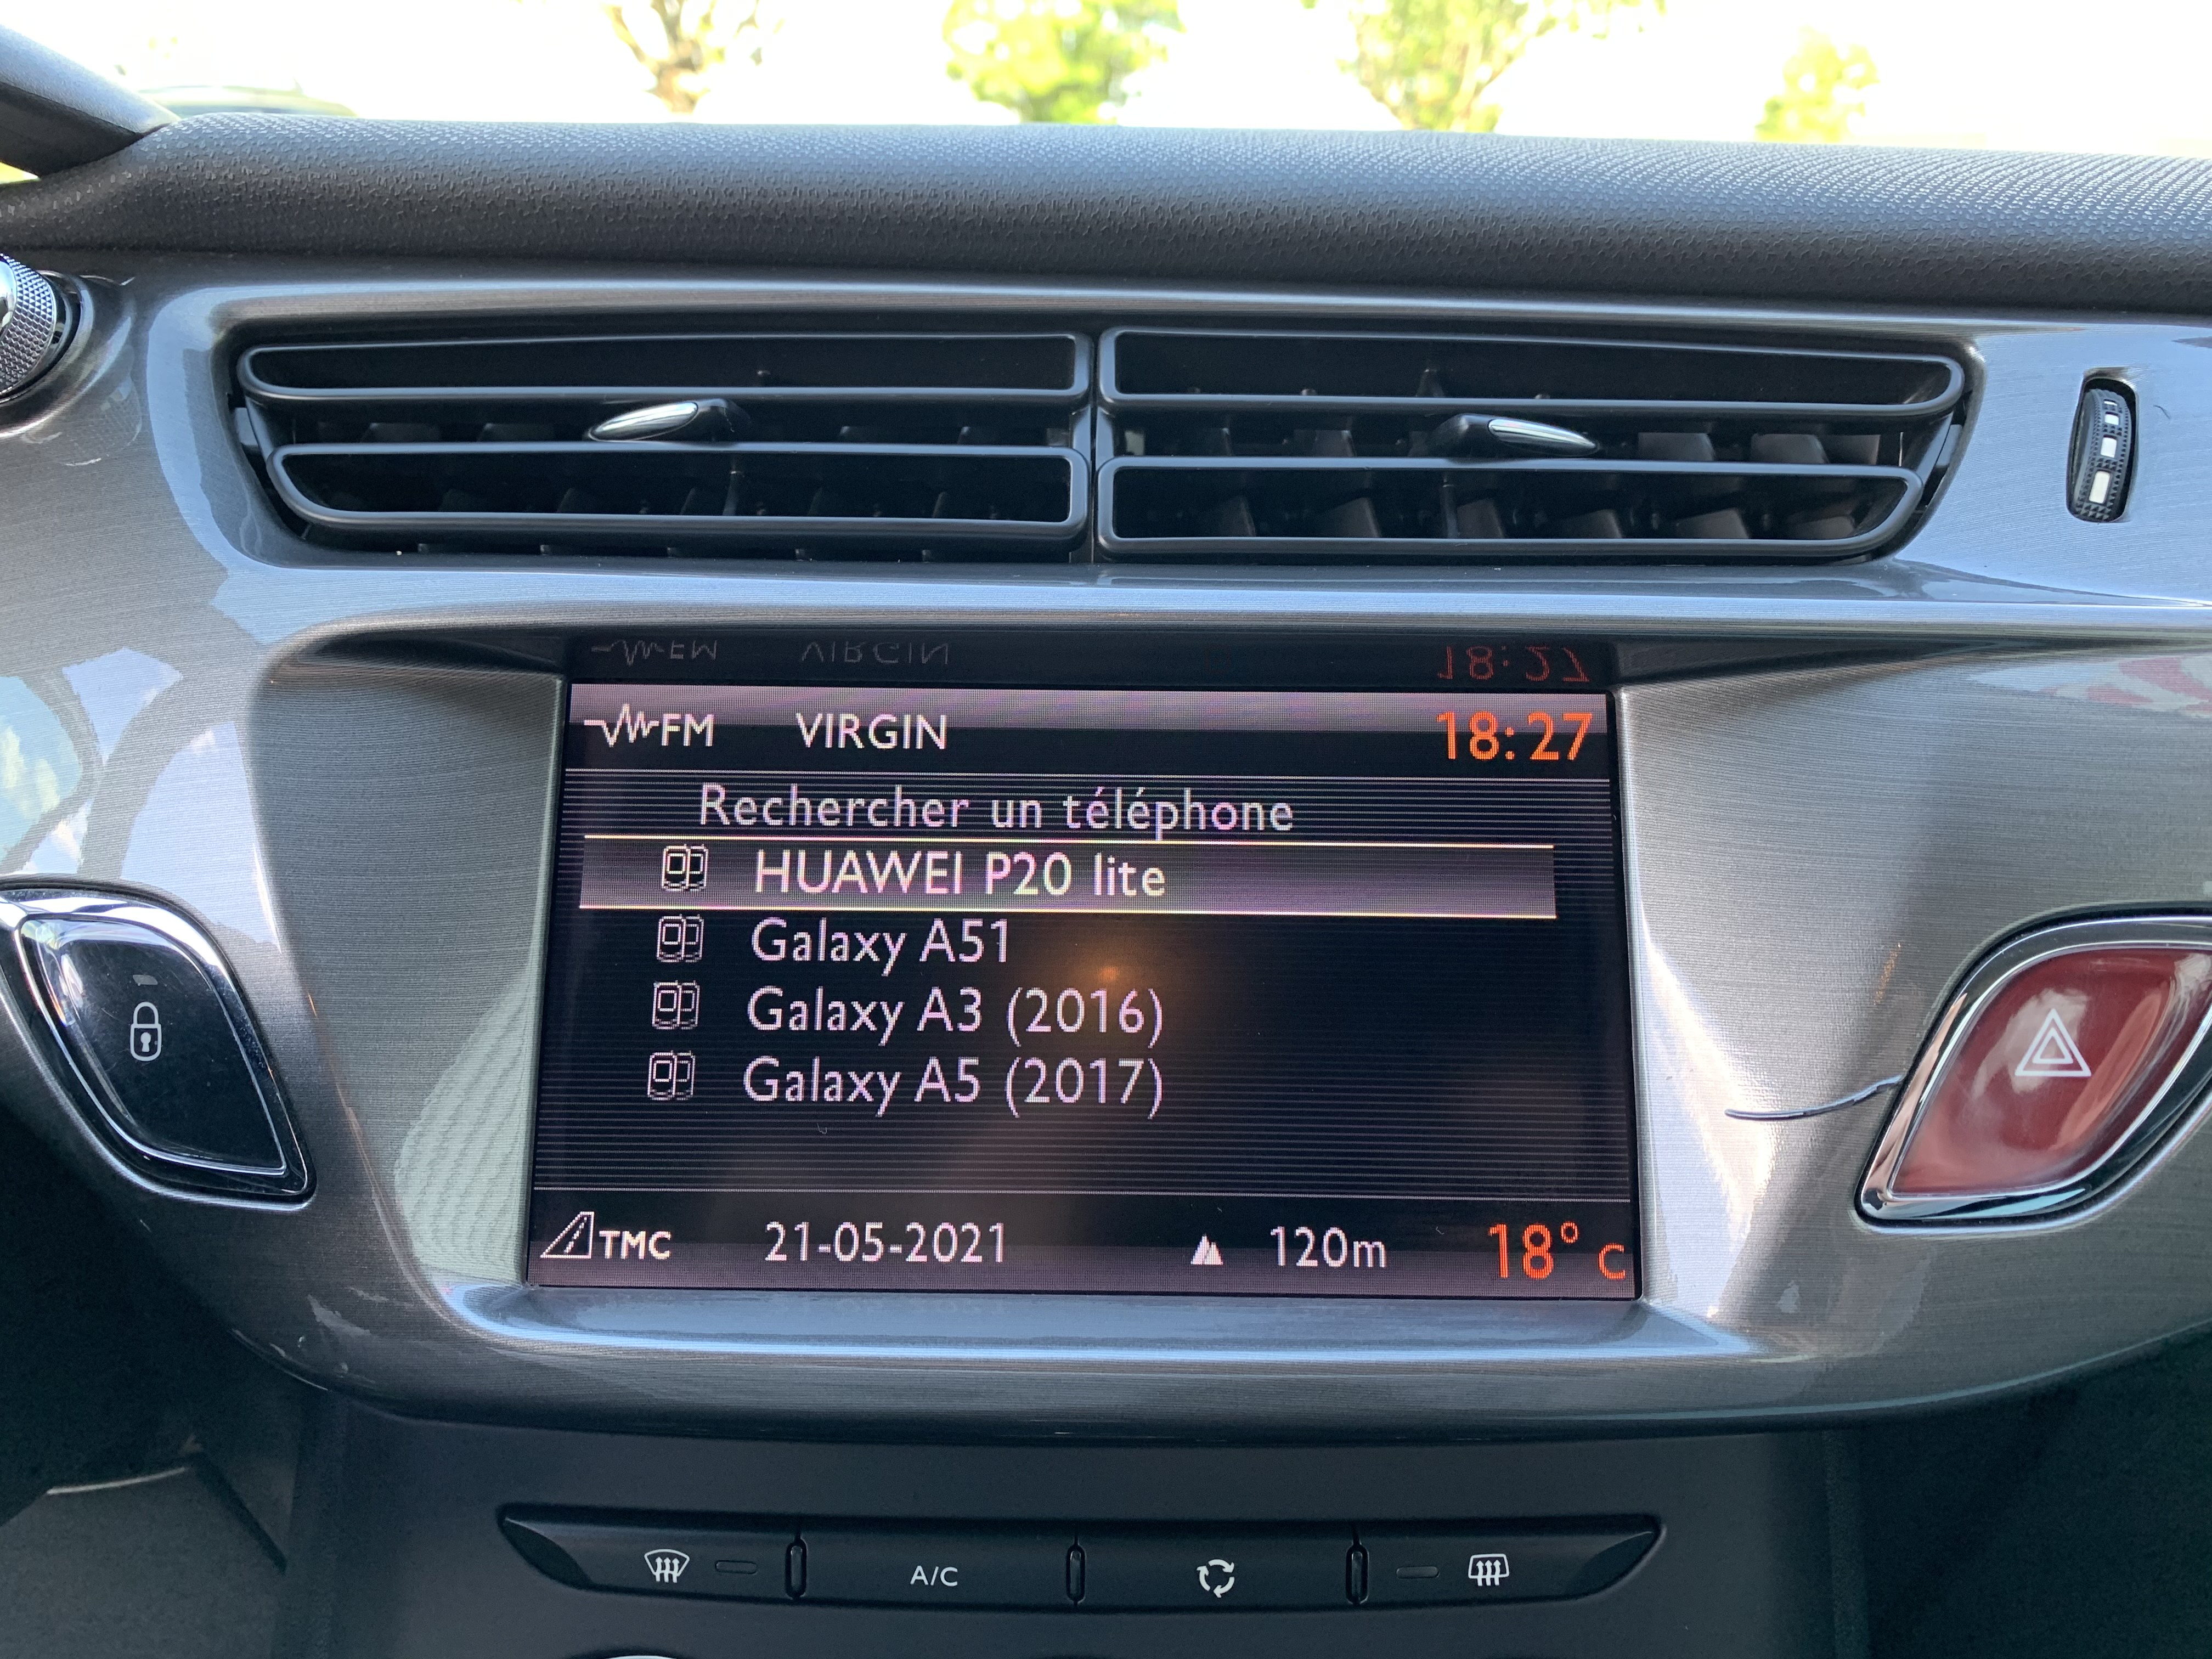 FM VIRGIN 18:27
Rechercher un téléphone
HUAWEI P20 lite
Galaxy A51
Galaxy A3 (2016)
Galaxy A5 (2017)
TMC 21-05-2021 120m 18° C
A/C